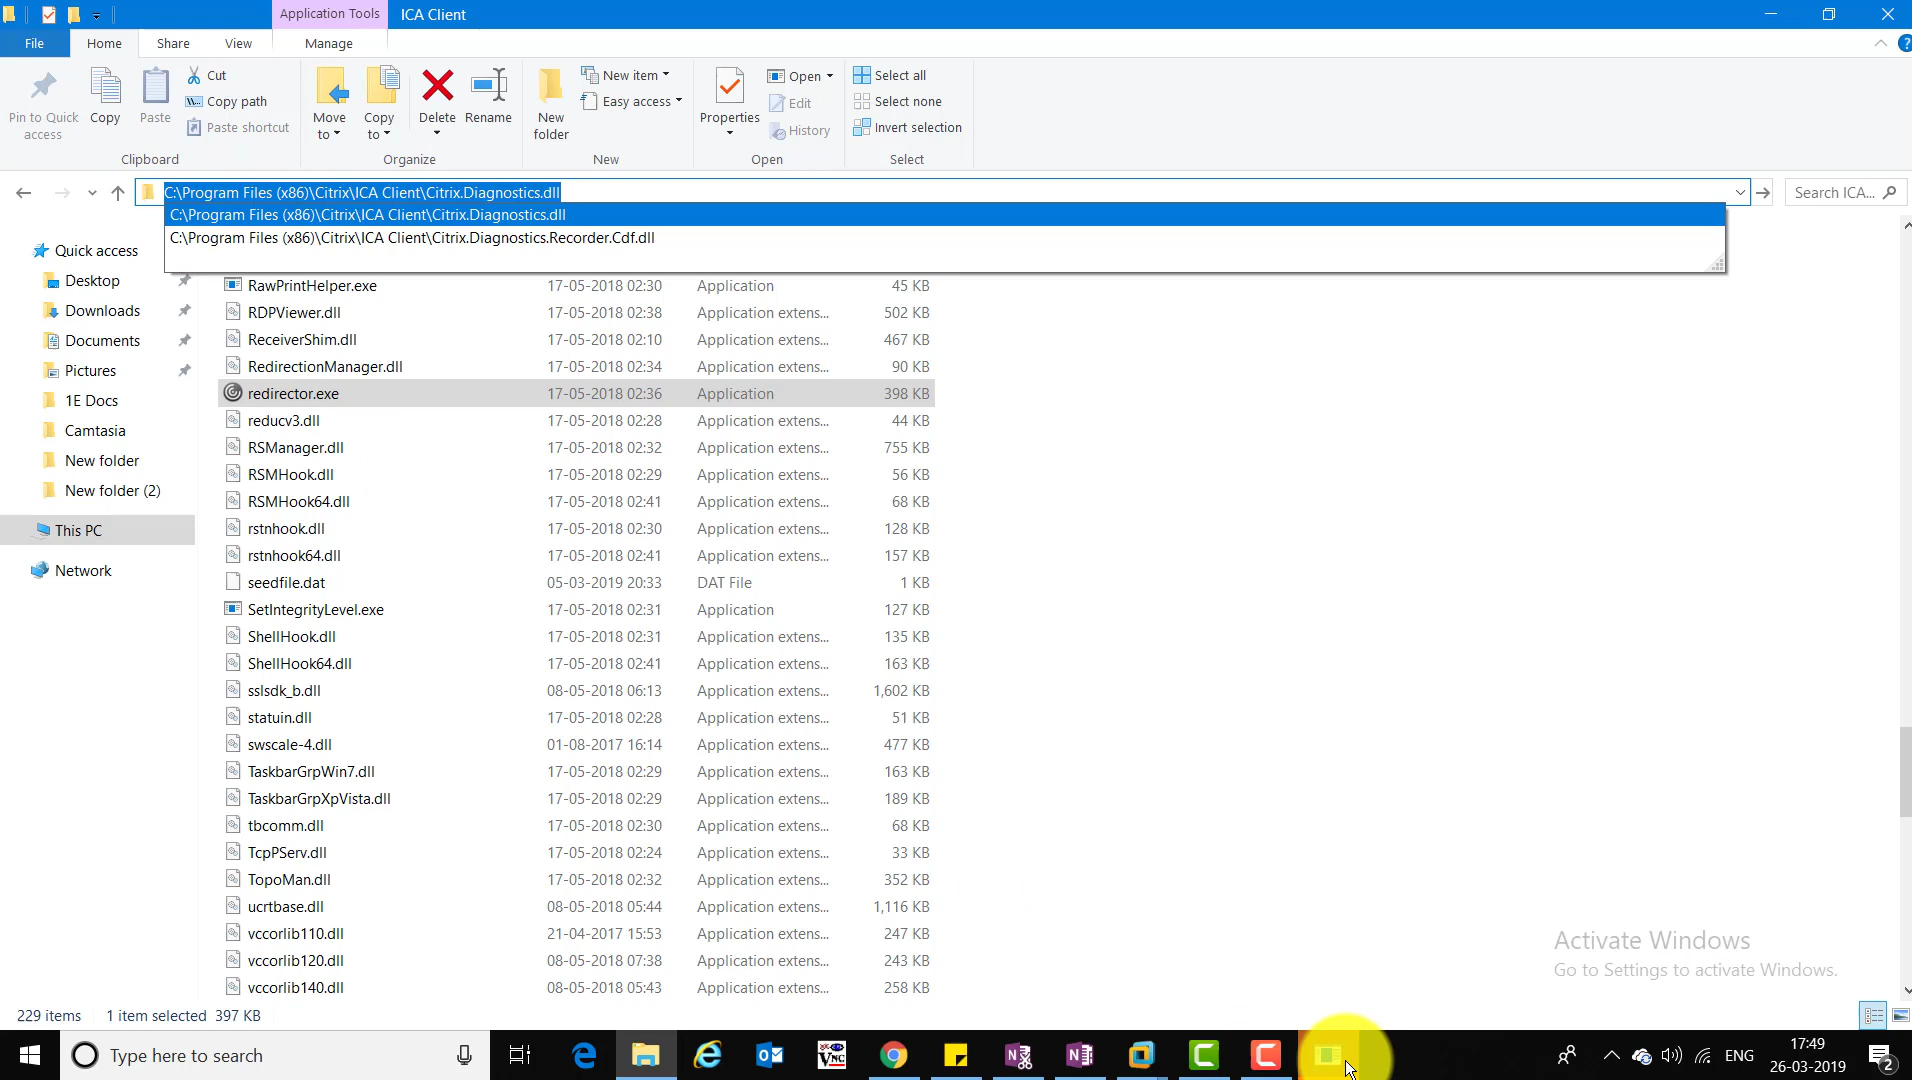 Application Tools
ICA Client
File
Home
Share
View
Manage
Pin to Quick access
Copy
Paste
Cut
Copy path
Paste shortcut
Clipboard
Move to
Copy to
Delete
Rename
Organize
New folder
New item
Easy access
New
Properties
Open
Edit
History
Open
Select all
Select none
Invert selection
Select
C:\Program Files (x86)\Citrix\ICA Client\Citrix.Diagnostics.dll
Search ICA...
C:\Program Files (x86)\Citrix\ICA Client\Citrix.Diagnostics.dll
C:\Program Files (x86)\Citrix\ICA Client\Citrix.Diagnostics.Recorder.Cdf.dll
Quick access
Desktop
Downloads
Documents
Pictures
1E Docs
Camtasia
New folder
New folder (2)
This PC
Network
RawPrintHelper.exe 17-05-2018 02:30 Application 45 KB
RDPViewer.dll 17-05-2018 02:38 Application extens... 502 KB
ReceiverShim.dll 17-05-2018 02:10 Application extens... 467 KB
RedirectionManager.dll 17-05-2018 02:34 Application extens... 90 KB
redirector.exe 17-05-2018 02:36 Application 398 KB
reducv3.dll 17-05-2018 02:28 Application extens... 44 KB
RSManager.dll 17-05-2018 02:32 Application extens... 755 KB
RSMHook.dll 17-05-2018 02:29 Application extens... 56 KB
RSMHook64.dll 17-05-2018 02:41 Application extens... 68 KB
rstnhook.dll 17-05-2018 02:30 Application extens... 128 KB
rstnhook64.dll 17-05-2018 02:41 Application extens... 157 KB
seedfile.dat 05-03-2019 20:33 DAT File 1 KB
SetIntegrityLevel.exe 17-05-2018 02:31 Application 127 KB
ShellHook.dll 17-05-2018 02:31 Application extens... 135 KB
ShellHook64.dll 17-05-2018 02:41 Application extens... 163 KB
sslsdk_b.dll 08-05-2018 06:13 Application extens... 1,602 KB
statuin.dll 17-05-2018 02:28 Application extens... 51 KB
swscale-4.dll 01-08-2017 16:14 Application extens... 477 KB
TaskbarGrpWin7.dll 17-05-2018 02:29 Application extens... 163 KB
TaskbarGrpXpVista.dll 17-05-2018 02:29 Application extens... 189 KB
tbcomm.dll 17-05-2018 02:30 Application extens... 68 KB
TcpPServ.dll 17-05-2018 02:24 Application extens... 33 KB
TopoMan.dll 17-05-2018 02:32 Application extens... 352 KB
ucrtbase.dll 08-05-2018 05:44 Application extens... 1,116 KB
vccorlib110.dll 21-04-2017 15:53 Application extens... 247 KB
vccorlib120.dll 08-05-2018 07:38 Application extens... 243 KB
vccorlib140.dll 08-05-2018 05:43 Application extens... 258 KB
Activate Windows
Go to Settings to activate Windows.
229 items 1 item selected 397 KB
Type here to search
ENG
17:49
26-03-2019
2